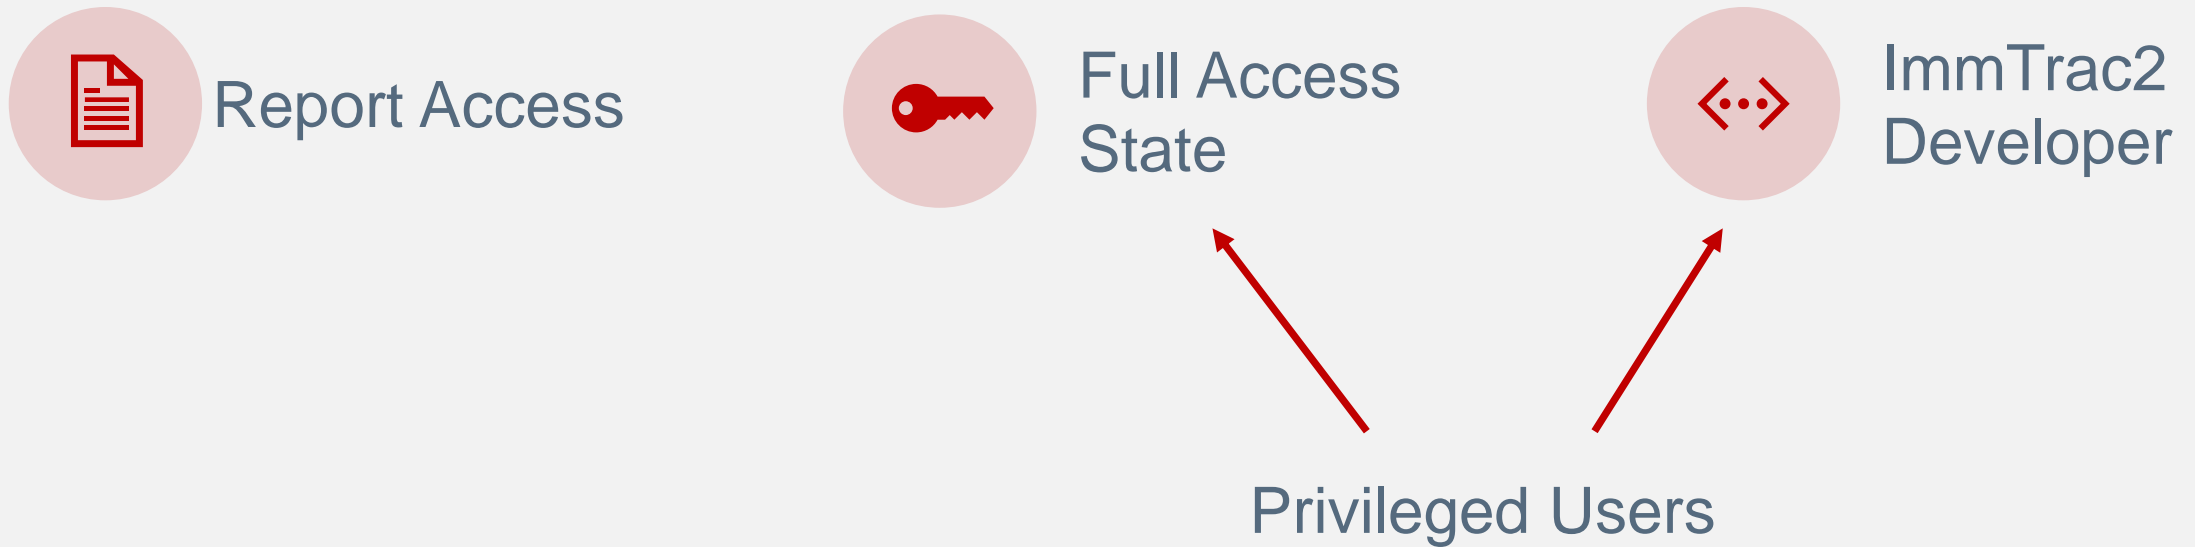 Report Access
Full Access
State
ImmTrac2
Developer
Privileged Users